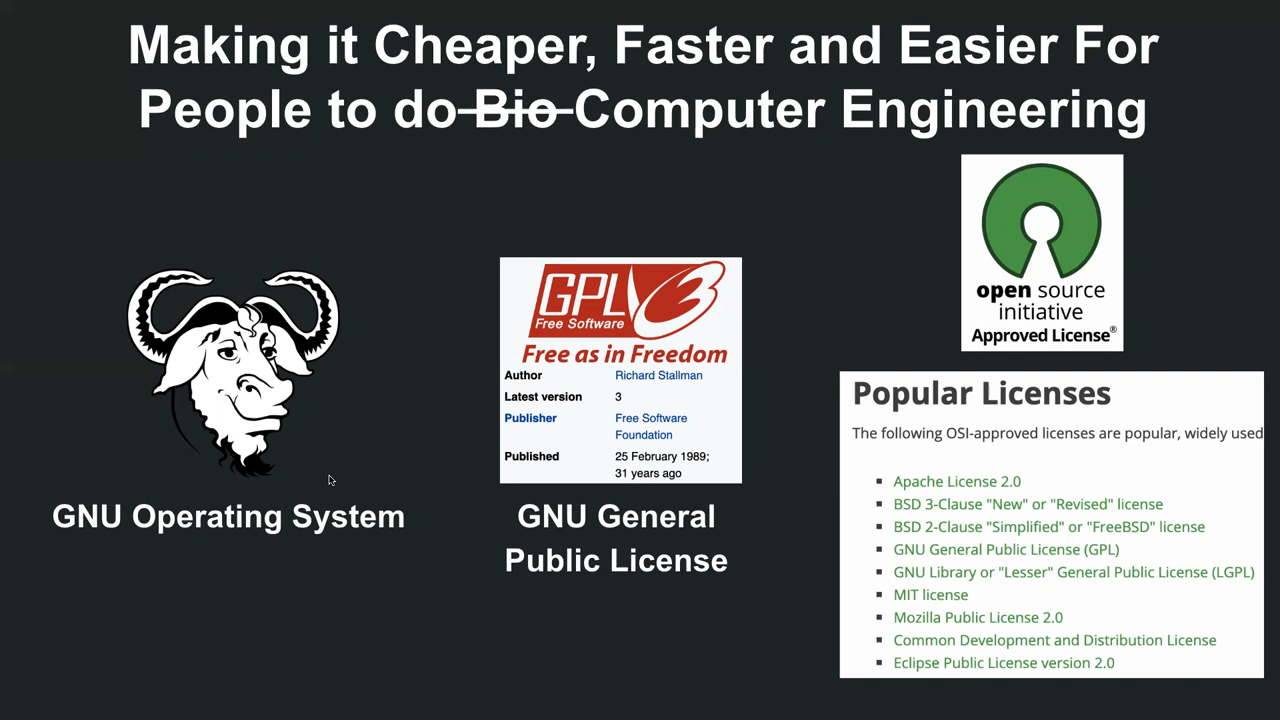 Making it Cheaper, Faster and Easier For
People to do Bio Computer Engineering
GNU Operating System
GPL 3
Free Software
Free as in Freedom
Author Richard Stallman
Latest version 3
Publisher Free Software
Foundation
Published 25 February 1989;
31 years ago
GNU General
Public License
open source
initiative
Approved License®
Popular Licenses
The following OSI-approved licenses are popular, widely used
Apache License 2.0
BSD 3-Clause "New" or "Revised" license
BSD 2-Clause "Simplified" or "FreeBSD" license
GNU General Public License (GPL)
GNU Library or "Lesser" General Public License (LGPL)
MIT license
Mozilla Public License 2.0
Common Development and Distribution License
Eclipse Public License version 2.0